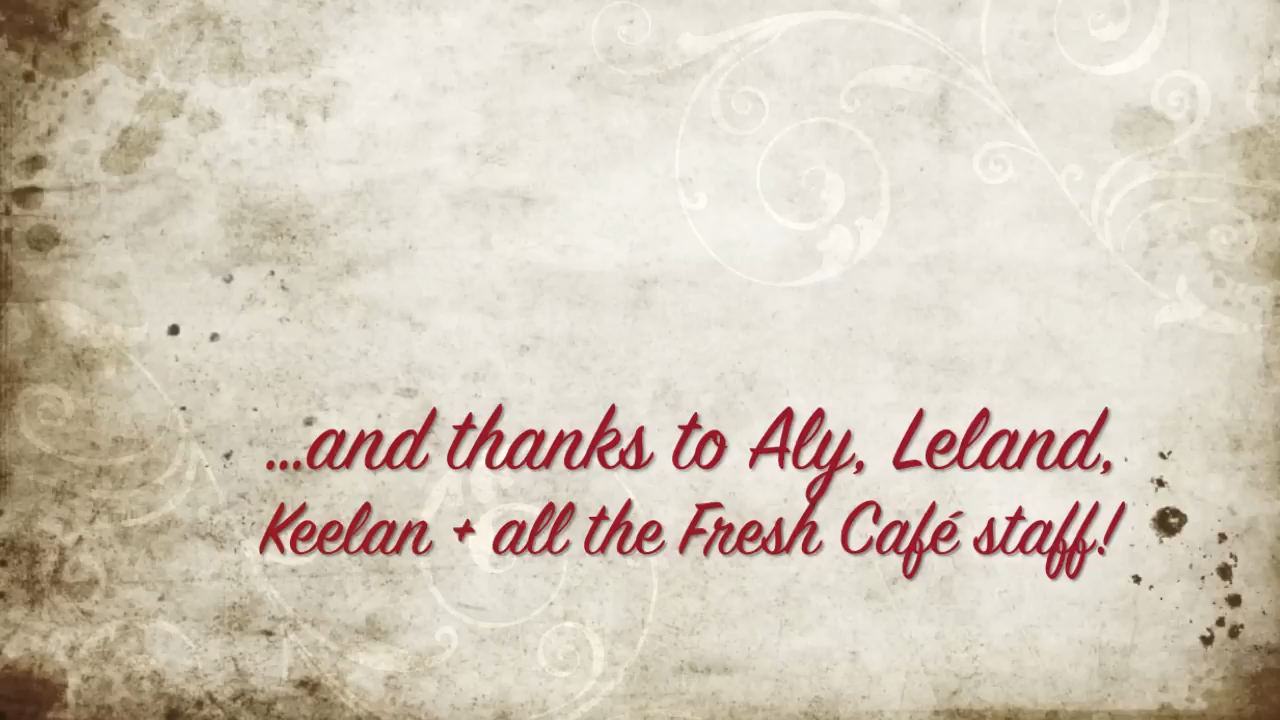 ...and thanks to Aly, Leland,
Keelan + all the Fresh Café staff!